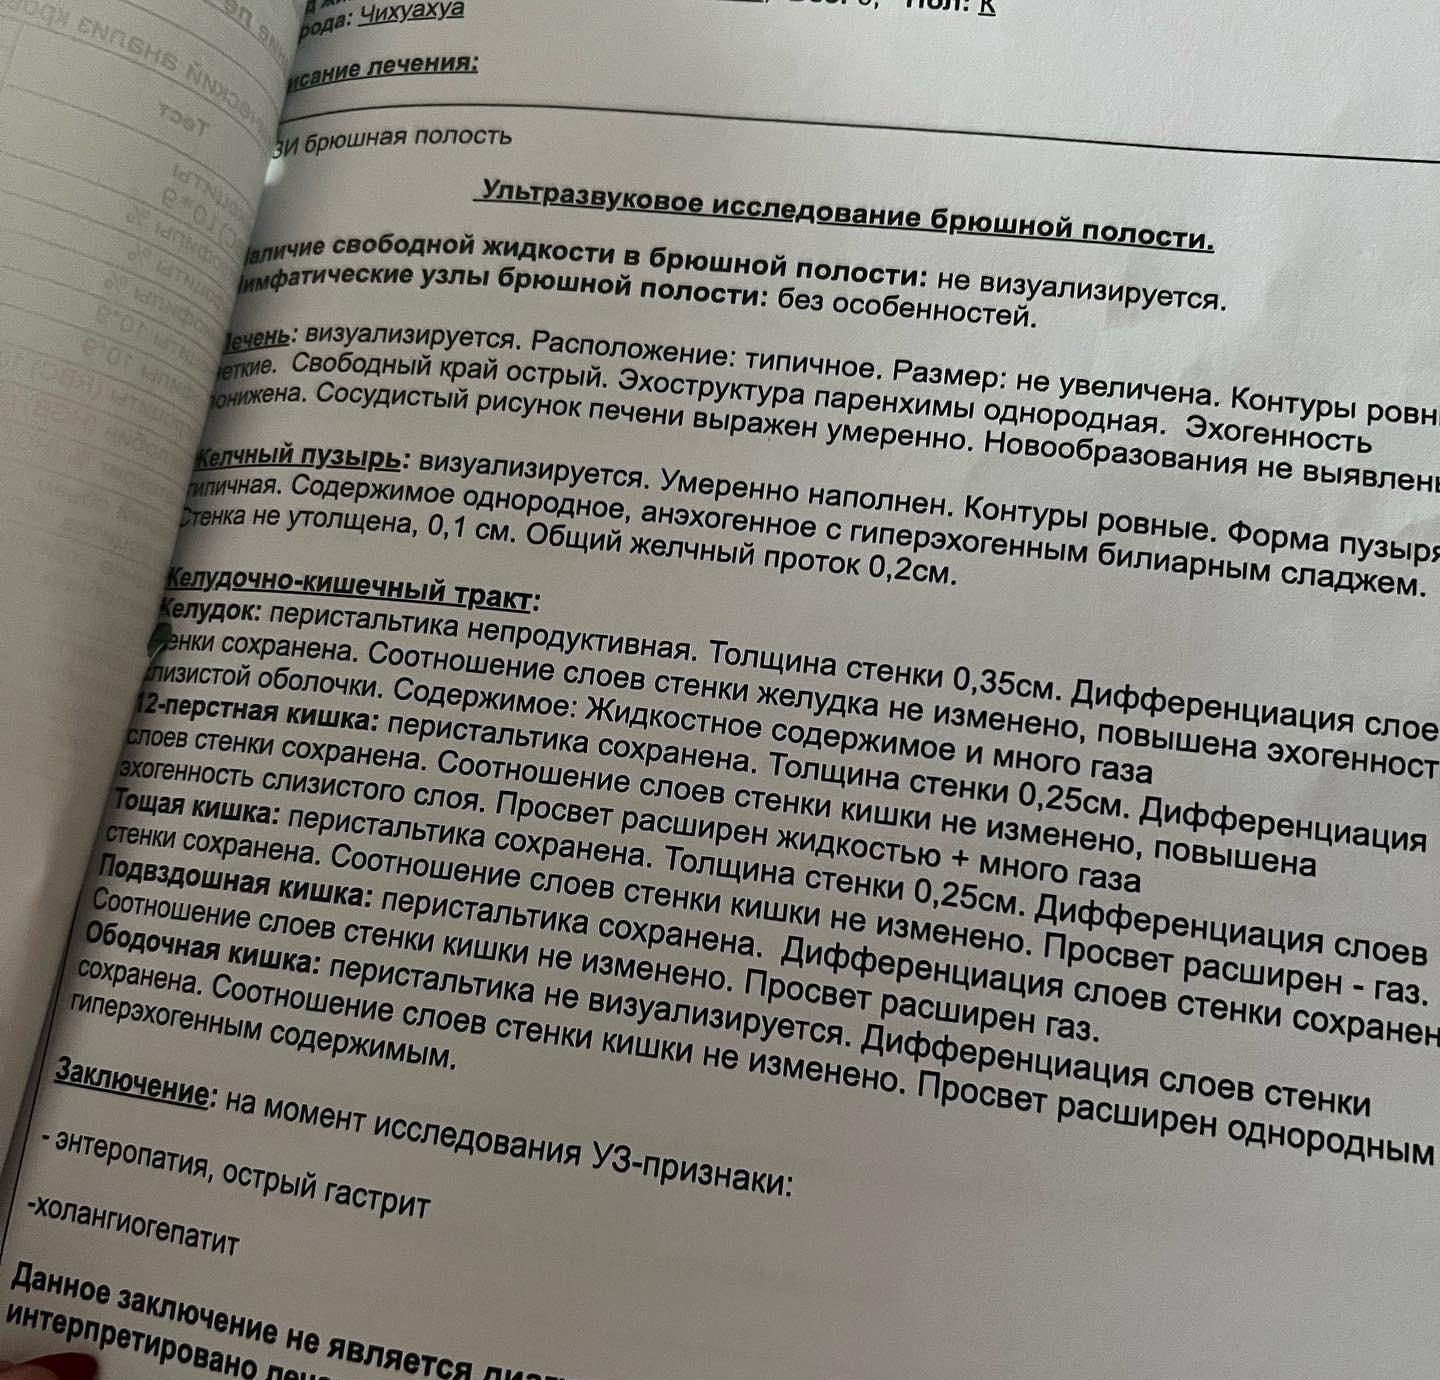 Пол: К
рода: Чихуахуа
исание лечения:
ЗИ брюшная полость
Ультразвуковое исследование брюшной полости.
аличие свободной жидкости в брюшной полости: не визуализируется.
имфатические узлы брюшной полости: без особенностей.
Печень: визуализируется. Расположение: типичное. Размер: не увеличена. Контуры ровн
еткие. Свободный край острый. Эхоструктура паренхимы однородная. Эхогенность
понижена. Сосудистый рисунок печени выражен умеренно. Новообразования не выявлены
Желчный пузырь: визуализируется. Умеренно наполнен. Контуры ровные. Форма пузыря
типичная. Содержимое однородное, анэхогенное с гиперэхогенным билиарным сладжем.
Стенка не утолщена, 0,1 см. Общий желчный проток 0,2см.
Желудочно-кишечный тракт:
Желудок: перистальтика непродуктивная. Толщина стенки 0,35см. Дифференциация слое
енки сохранена. Соотношение слоев стенки желудка не изменено, повышена эхогенност
слизистой оболочки. Содержимое: Жидкостное содержимое и много газа
12-перстная кишка: перистальтика сохранена. Толщина стенки 0,25см. Дифференциация
слоев стенки сохранена. Соотношение слоев стенки кишки не изменено, повышена
эхогенность слизистого слоя. Просвет расширен жидкостью + много газа
Тощая кишка: перистальтика сохранена. Толщина стенки 0,25см. Дифференциация слоев
стенки сохранена. Соотношение слоев стенки кишки не изменено. Просвет расширен - газ.
Подвздошная кишка: перистальтика сохранена. Дифференциация слоев стенки сохранен
Соотношение слоев стенки кишки не изменено. Просвет расширен газ.
Ободочная кишка: перистальтика не визуализируется. Дифференциация слоев стенки
сохранена. Соотношение слоев стенки кишки не изменено. Просвет расширен однородным
гиперэхогенным содержимым.
Заключение: на момент исследования УЗ-признаки:
- энтеропатия, острый гастрит
-холангиогепатит
Данное заключение не является диаг
интерпретировано лече